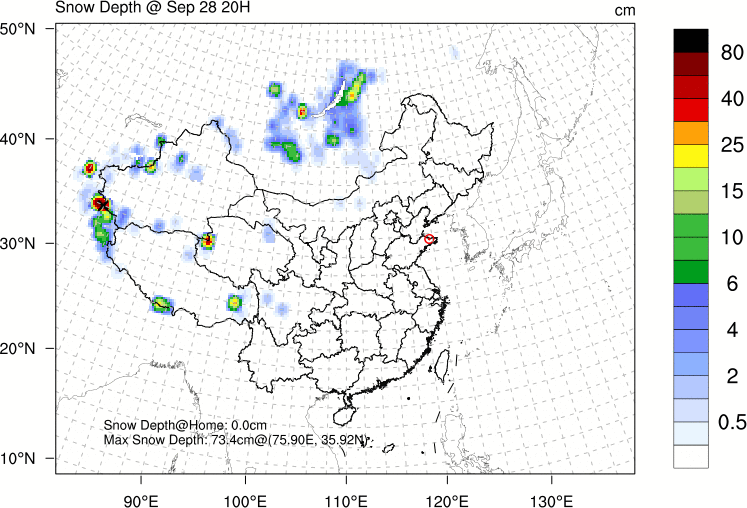 Snow Depth @ Sep 28 20H
cm
50°N
40°N
30°N
20°N
10°N
Snow Depth@Home: 0.0cm
Max Snow Depth: 73.4cm@(75.90E, 35.92N)
90°E
100°E
110°E
120°E
130°E
80
40
25
15
10
6
4
2
0.5